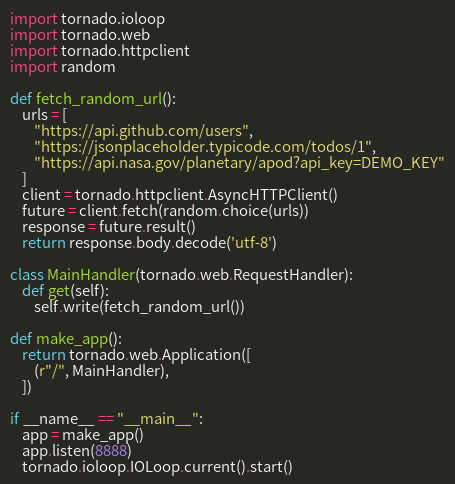 import tornado.ioloop
import tornado.web
import tornado.httpclient
import random

def fetch_random_url():
    urls = [
        "https://api.github.com/users",
        "https://jsonplaceholder.typicode.com/todos/1",
        "https://api.nasa.gov/planetary/apod?api_key=DEMO_KEY"
    ]
    client = tornado.httpclient.AsyncHTTPClient()
    future = client.fetch(random.choice(urls))
    response = future.result()
    return response.body.decode('utf-8')

class MainHandler(tornado.web.RequestHandler):
    def get(self):
        self.write(fetch_random_url())

def make_app():
    return tornado.web.Application([
        (r"/", MainHandler),
    ])

if __name__ == "__main__":
    app = make_app()
    app.listen(8888)
    tornado.ioloop.IOLoop.current().start()